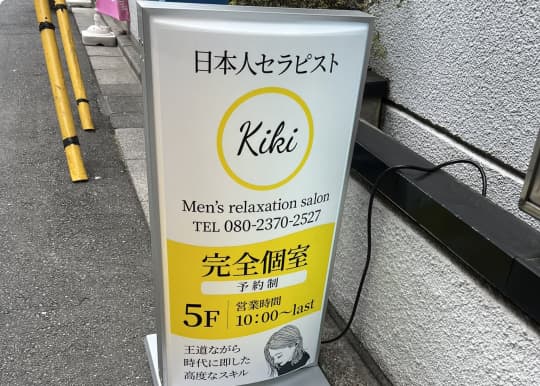 日本人セラピスト
Kiki
Men's relaxation salon
TEL 080-2370-2527
完全個室
予約制
5F
営業時間
10:00～last
王道ながら
時代に即した
高度なスキル